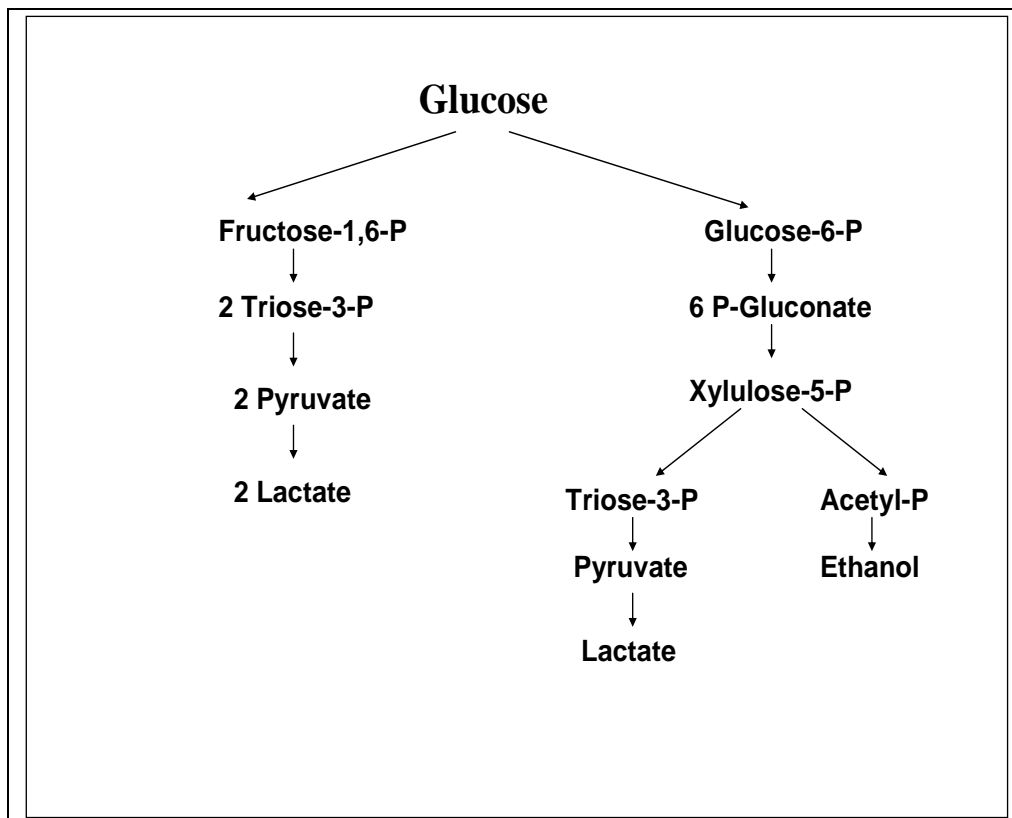 Glucose
Fructose-1,6-P
Glucose-6-P
2 Triose-3-P
6 P-Gluconate
2 Pyruvate
Xylulose-5-P
2 Lactate
Triose-3-P
Acetyl-P
Pyruvate
Ethanol
Lactate